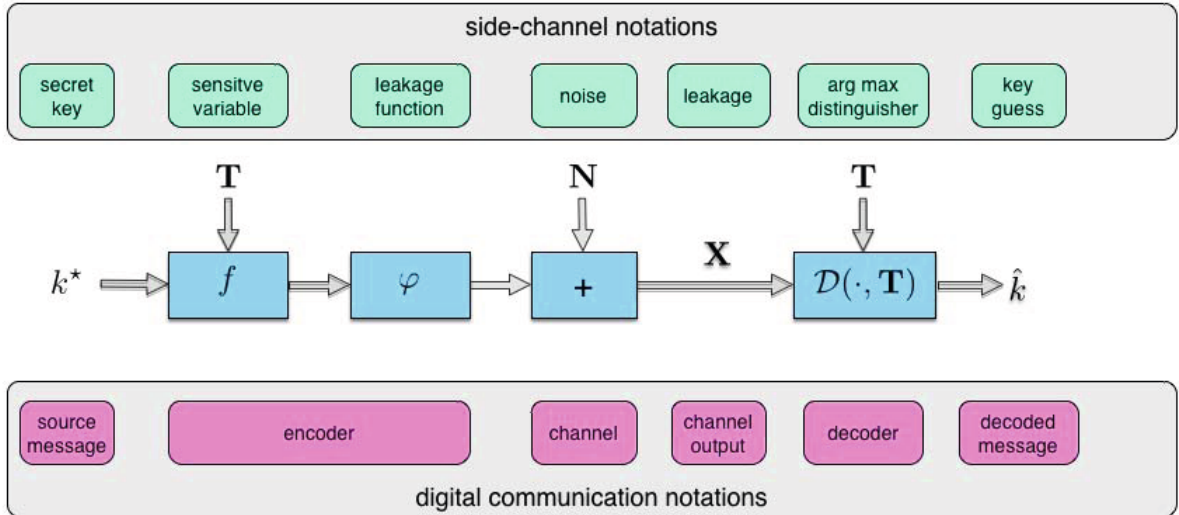 side-channel notations
secret
key
sensitve
variable
leakage
function
noise
leakage
arg max
distinguisher
key
guess
T
N
T
k⋆
f
φ
+
X
𝒟(·, T)
k̂
source
message
encoder
channel
channel
output
decoder
decoded
message
digital communication notations